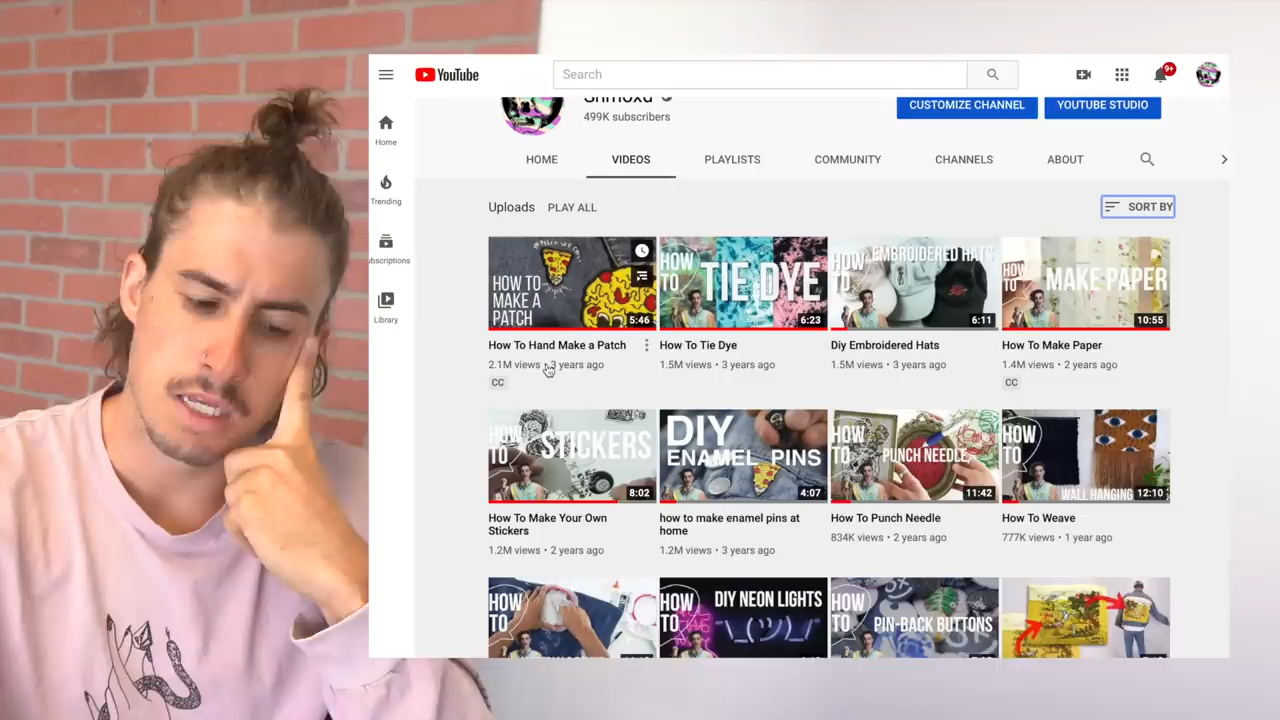 YouTube
Search
9+
Shmoxd
499K subscribers
CUSTOMIZE CHANNEL
YOUTUBE STUDIO
Home
Trending
ubscriptions
Library
HOME
VIDEOS
PLAYLISTS
COMMUNITY
CHANNELS
ABOUT
Uploads
PLAY ALL
SORT BY
HOW TO
MAKE A
PATCH
5:46
HOW
TO
TIE DYE
6:23
HOW
TO
EMBROIDERED HATS
6:11
HOW
TO
MAKE PAPER
10:55
How To Hand Make a Patch
2.1M views • 3 years ago
CC
How To Tie Dye
1.5M views • 3 years ago
Diy Embroidered Hats
1.5M views • 3 years ago
How To Make Paper
1.4M views • 2 years ago
CC
HOW
TO
STICKERS
8:02
DIY
ENAMEL PINS
4:07
HOW
TO
PUNCH NEEDLE
11:42
HOW
TO
WALL HANGING
12:10
How To Make Your Own
Stickers
1.2M views • 2 years ago
how to make enamel pins at
home
1.2M views • 3 years ago
How To Punch Needle
834K views • 2 years ago
How To Weave
777K views • 1 year ago
HOW
TO
HOW
TO
DIY NEON LIGHTS
HOW
TO
PIN-BACK BUTTONS